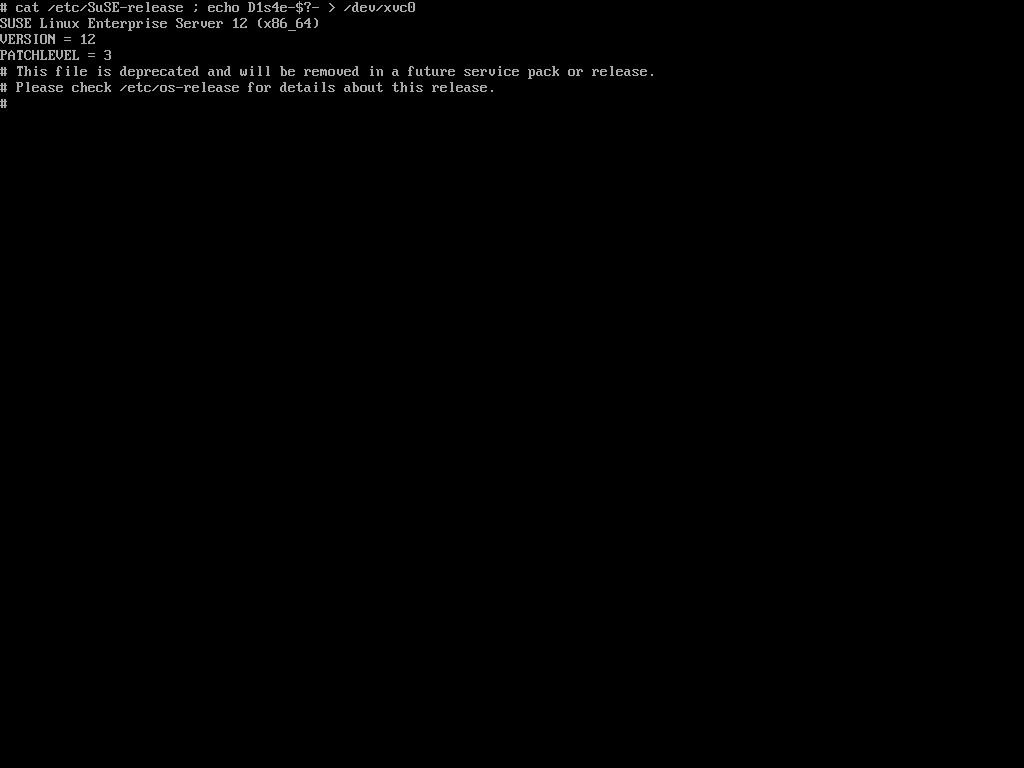 # cat /etc/SuSE-release ; echo D1s4e-$?- > /dev/xvc0
SUSE Linux Enterprise Server 12 (x86_64)
VERSION = 12
PATCHLEVEL = 3
# This file is deprecated and will be removed in a future service pack or release.
# Please check /etc/os-release for details about this release.
#